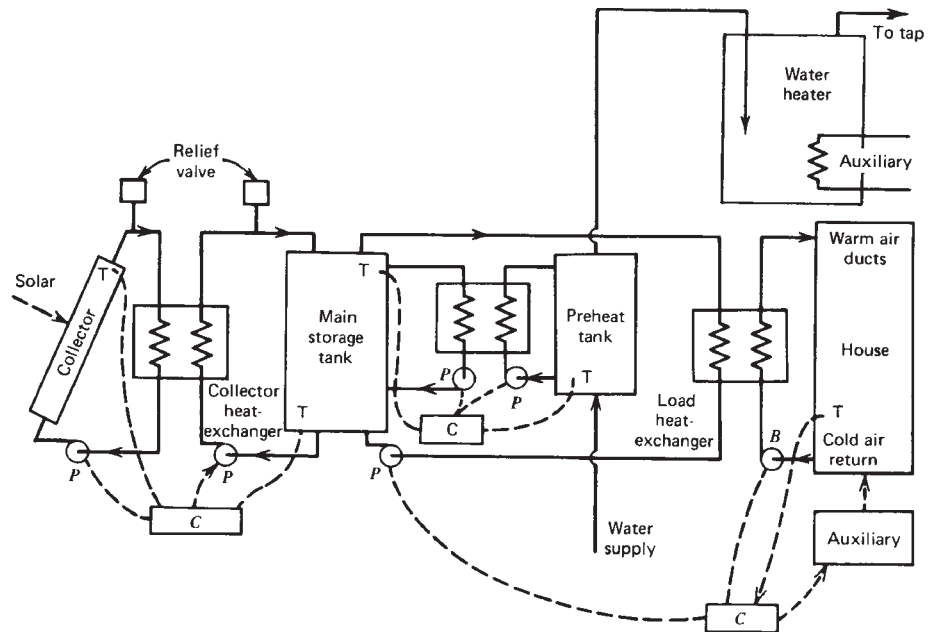 To tap
Water
heater
Auxiliary
Relief
valve
Solar
Collector
T
Collector
heat-
exchanger
P
P
C
Main
storage
tank
T
T
P
P
C
Preheat
tank
T
P
Water
supply
Load
heat-
exchanger
B
C
Warm air
ducts
House
T
Cold air
return
Auxiliary